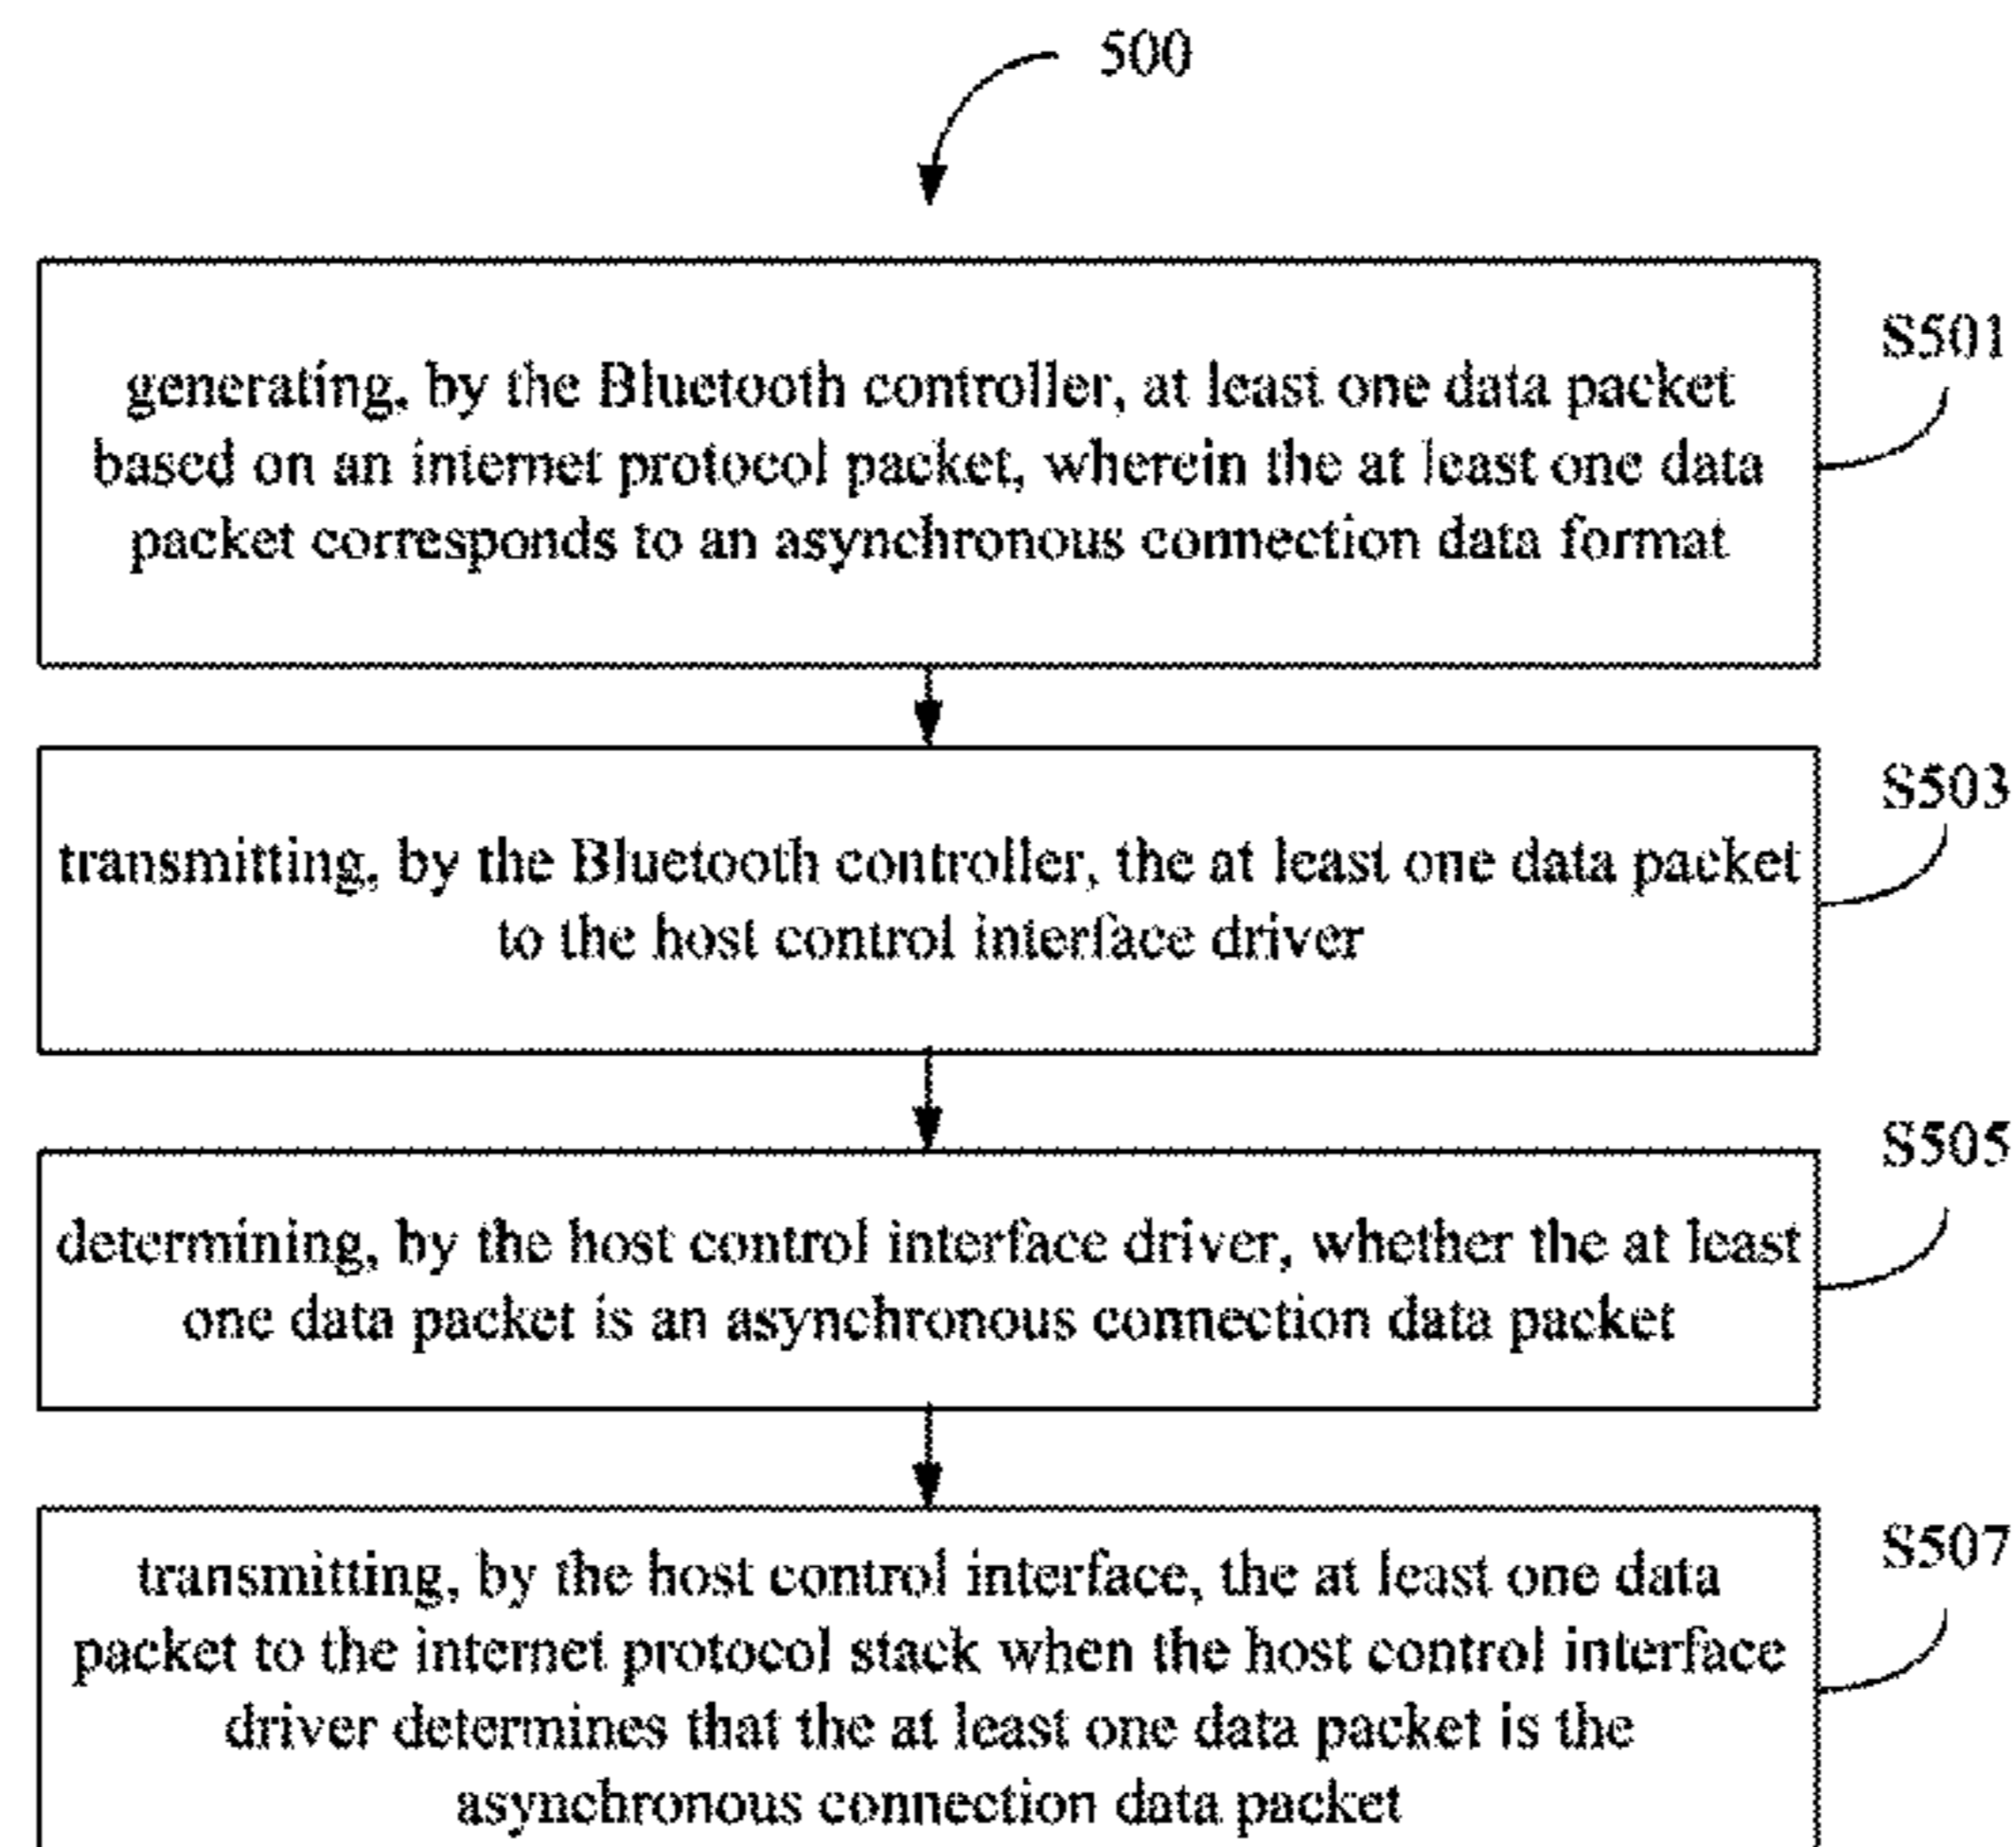 500
generating, by the Bluetooth controller, at least one data packet
based on an internet protocol packet, wherein the at least one data
packet corresponds to an asynchronous connection data format
S501
transmitting, by the Bluetooth controller, the at least one data packet
to the host control interface driver
S503
determining, by the host control interface driver, whether the at least
one data packet is an asynchronous connection data packet
S505
transmitting, by the host control interface, the at least one data
packet to the internet protocol stack when the host control interface
driver determines that the at least one data packet is the
asynchronous connection data packet
S507